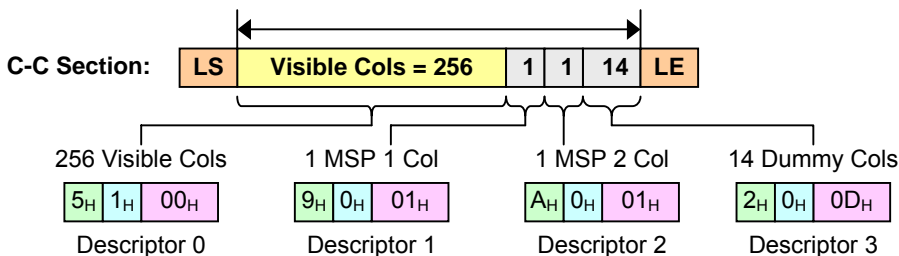 C-C Section: LS Visible Cols = 256 1 1 14 LE
256 Visible Cols 1 MSP 1 Col 1 MSP 2 Col 14 Dummy Cols
5H 1H 00H 9H 0H 01H AH 0H 01H 2H 0H 0DH
Descriptor 0 Descriptor 1 Descriptor 2 Descriptor 3